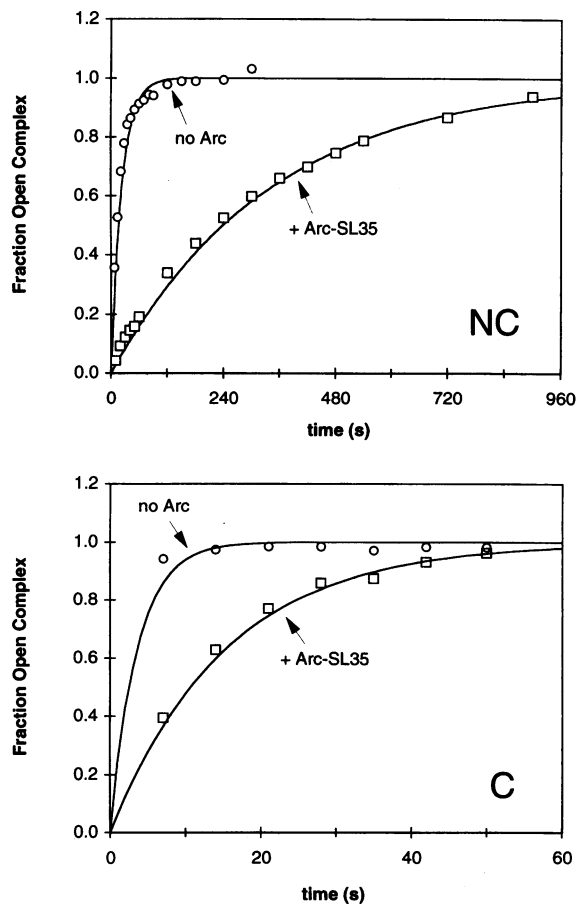 Fraction Open Complex
1.2
1.0
0.8
0.6
0.4
0.2
0.0
no Arc
+ Arc-SL35
NC
0 240 480 720 960
time (s)
Fraction Open Complex
1.2
1.0
0.8
0.6
0.4
0.2
0.0
no Arc
+ Arc-SL35
C
0 20 40 60
time (s)